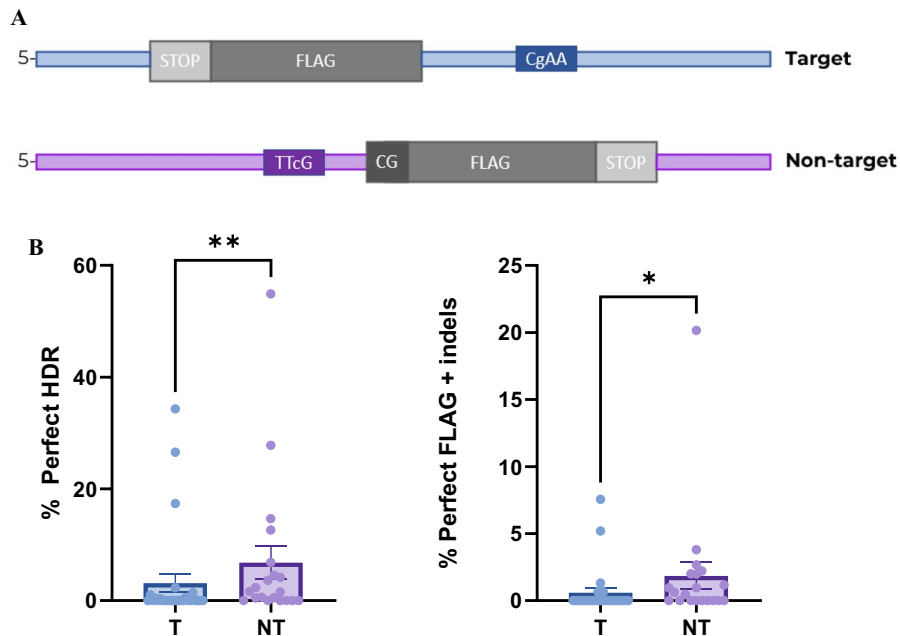 A
5- STOP FLAG CgAA Target
5- TTcG CG FLAG STOP Non-target
B
**
60
40
20
0
% Perfect HDR
T NT
*
25
20
15
10
5
0
% Perfect FLAG + indels
T NT